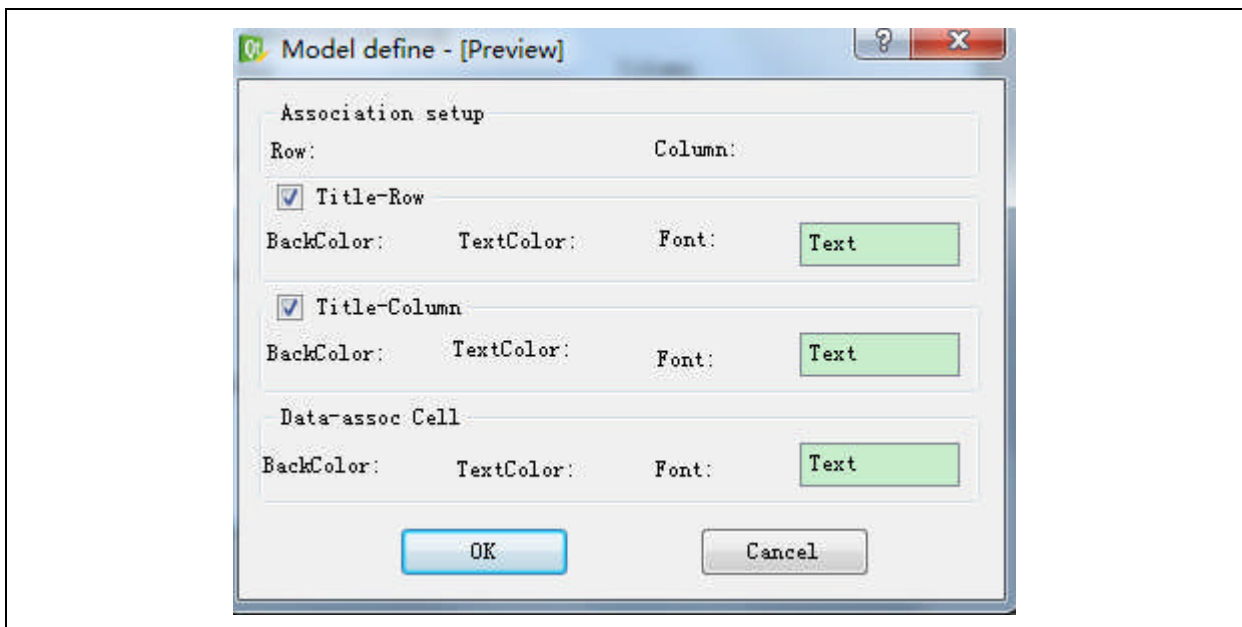 Model define - [Preview]
Association setup
Row: Column:
Title-Row
BackColor: TextColor: Font: Text
Title-Column
BackColor: TextColor: Font: Text
Data-assoc Cell
BackColor: TextColor: Font: Text
OK Cancel